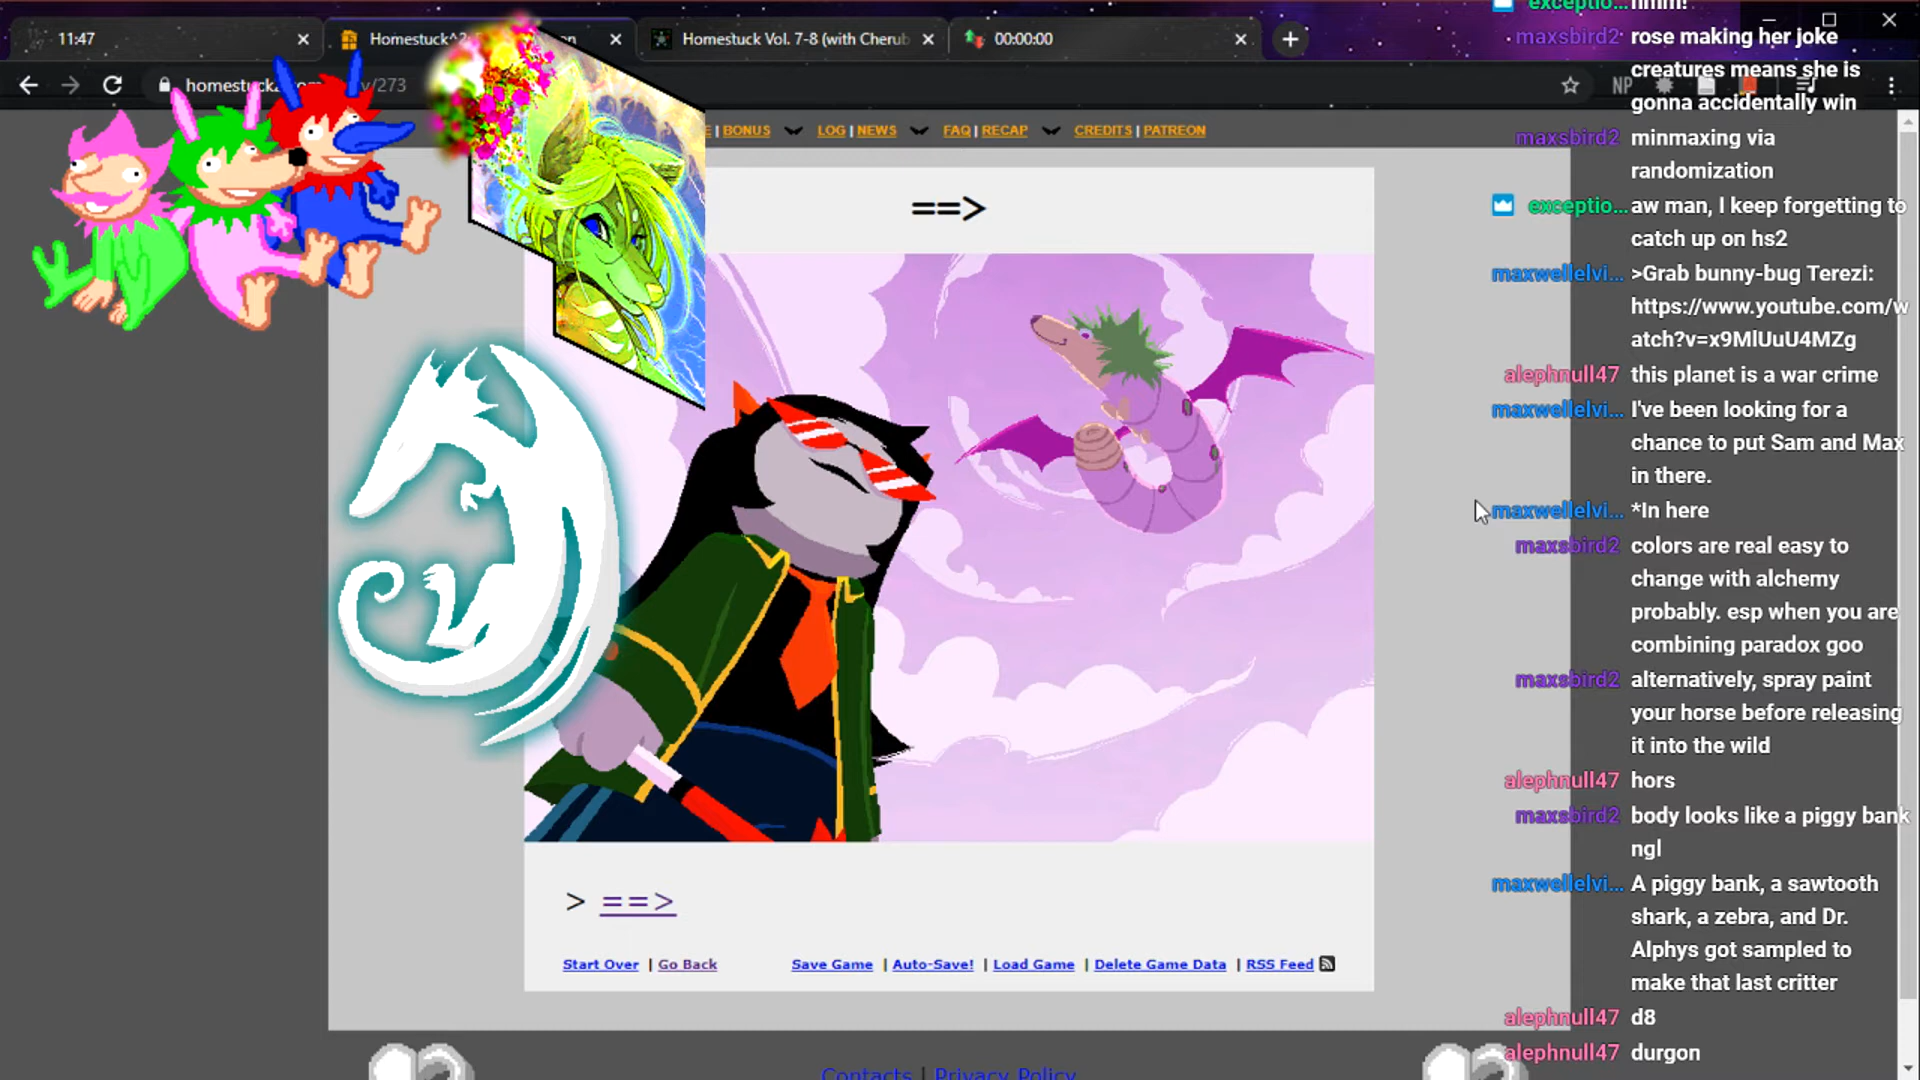 11:47
Homestuck^2:
on
Homestuck Vol. 7-8 (with Cherub
00:00:00
homestuck2
/273
NP
| BONUS
LOG | NEWS
FAQ | RECAP
CREDITS | PATREON
==>
> ==>
Start Over | Go Back
Save Game | Auto-Save! | Load Game | Delete Game Data | RSS Feed
Contacts | Privacy Policy
exceptio... hmm!
maxsbird2 rose making her joke
creatures means she is
gonna accidentally win
maxsbird2 minmaxing via
randomization
exceptio... aw man, I keep forgetting to
catch up on hs2
maxwellelvi... >Grab bunny-bug Terezi:
https://www.youtube.com/w
atch?v=x9MlUuU4MZg
alephnull47 this planet is a war crime
maxwellelvi... I've been looking for a
chance to put Sam and Max
in there.
maxwellelvi... *In here
maxsbird2 colors are real easy to
change with alchemy
probably. esp when you are
combining paradox goo
maxsbird2 alternatively, spray paint
your horse before releasing
it into the wild
alephnull47 hors
maxsbird2 body looks like a piggy bank
ngl
maxwellelvi... A piggy bank, a sawtooth
shark, a zebra, and Dr.
Alphys got sampled to
make that last critter
alephnull47 d8
alephnull47 durgon